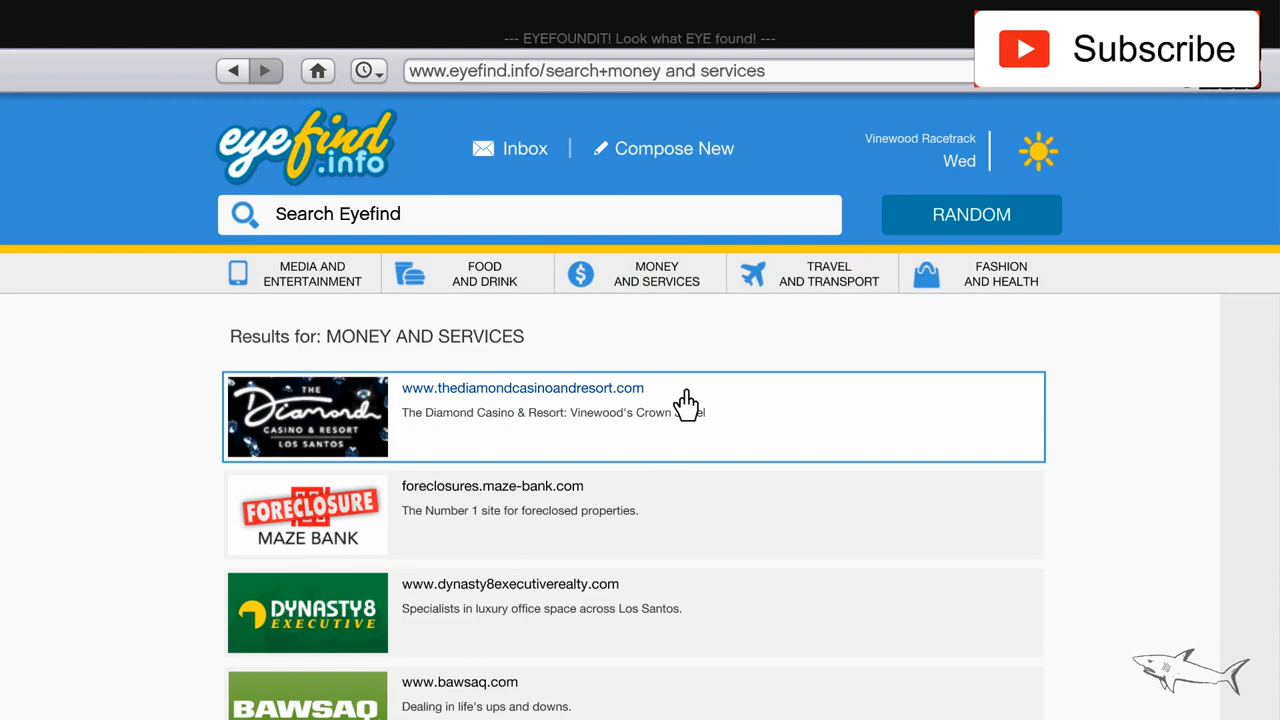 --- EYEFOUNDIT! Look what EYE found! ---
Subscribe
www.eyefind.info/search+money and services
eyefind
.info
Inbox
Compose New
Vinewood Racetrack
Wed
Search Eyefind
RANDOM
MEDIA AND
ENTERTAINMENT
FOOD
AND DRINK
MONEY
AND SERVICES
TRAVEL
AND TRANSPORT
FASHION
AND HEALTH
Results for: MONEY AND SERVICES
THE
Diamond
CASINO & RESORT
LOS SANTOS
www.thediamondcasinoandresort.com
The Diamond Casino & Resort: Vinewood's Crown
FORECLOSURE
MAZE BANK
foreclosures.maze-bank.com
The Number 1 site for foreclosed properties.
DYNASTY8
EXECUTIVE
www.dynasty8executiverealty.com
Specialists in luxury office space across Los Santos.
BAWSAQ
www.bawsaq.com
Dealing in life's ups and downs.